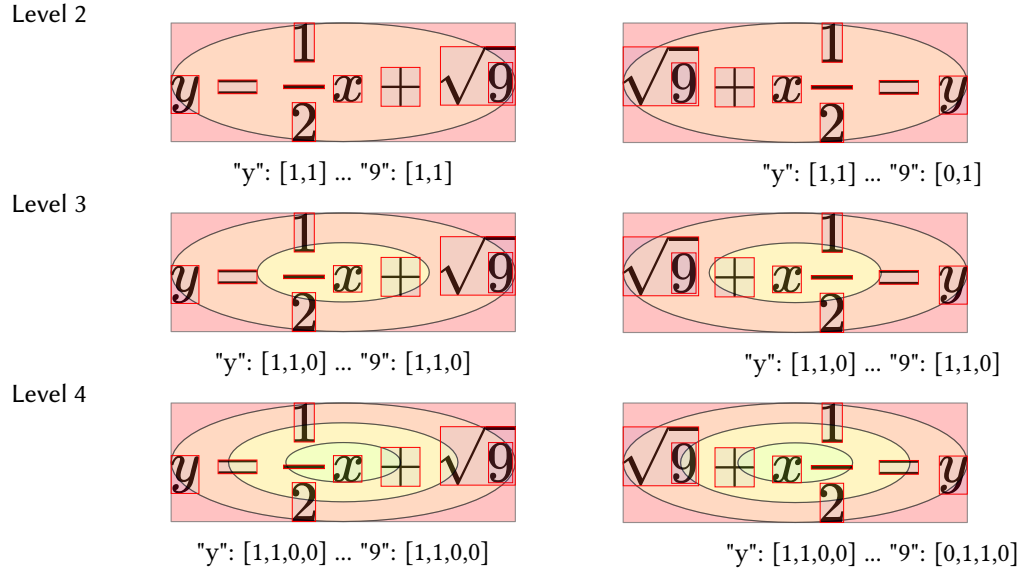 Level 2
y = 1/2 x + √9
√9 + x 1/2 = y
"y": [1,1] ... "9": [1,1]
"y": [1,1] ... "9": [0,1]
Level 3
y = 1/2 x + √9
√9 + x 1/2 = y
"y": [1,1,0] ... "9": [1,1,0]
"y": [1,1,0] ... "9": [1,1,0]
Level 4
y = 1/2 x + √9
√9 + x 1/2 = y
"y": [1,1,0,0] ... "9": [1,1,0,0]
"y": [1,1,0,0] ... "9": [0,1,1,0]